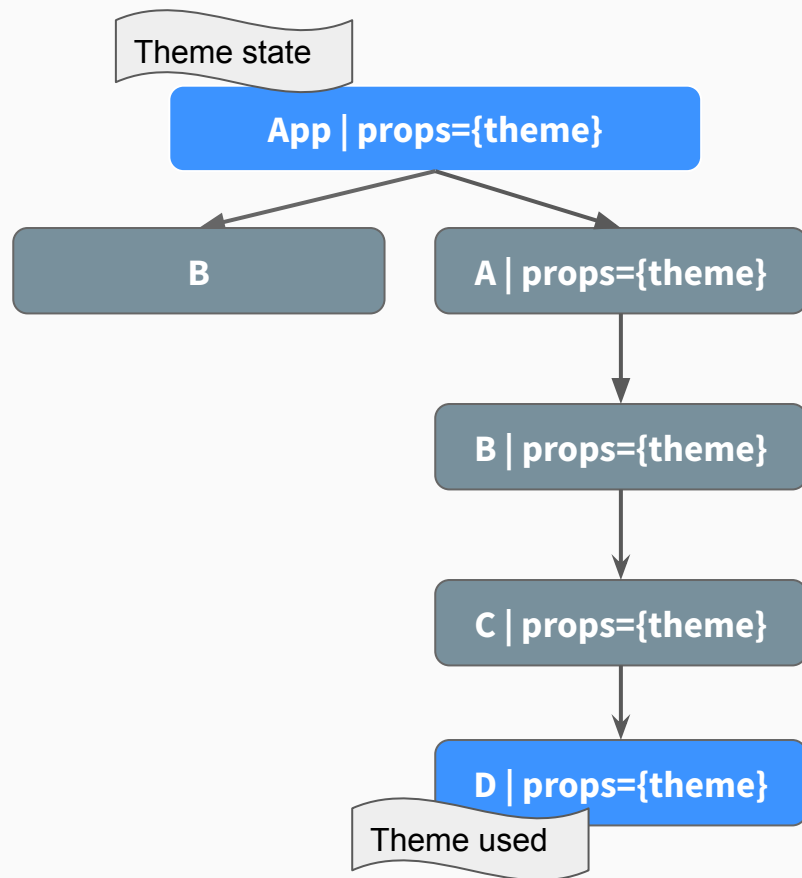 Theme state
App | props={theme}
B
A | props={theme}
B | props={theme}
C | props={theme}
D | props={theme}
Theme used